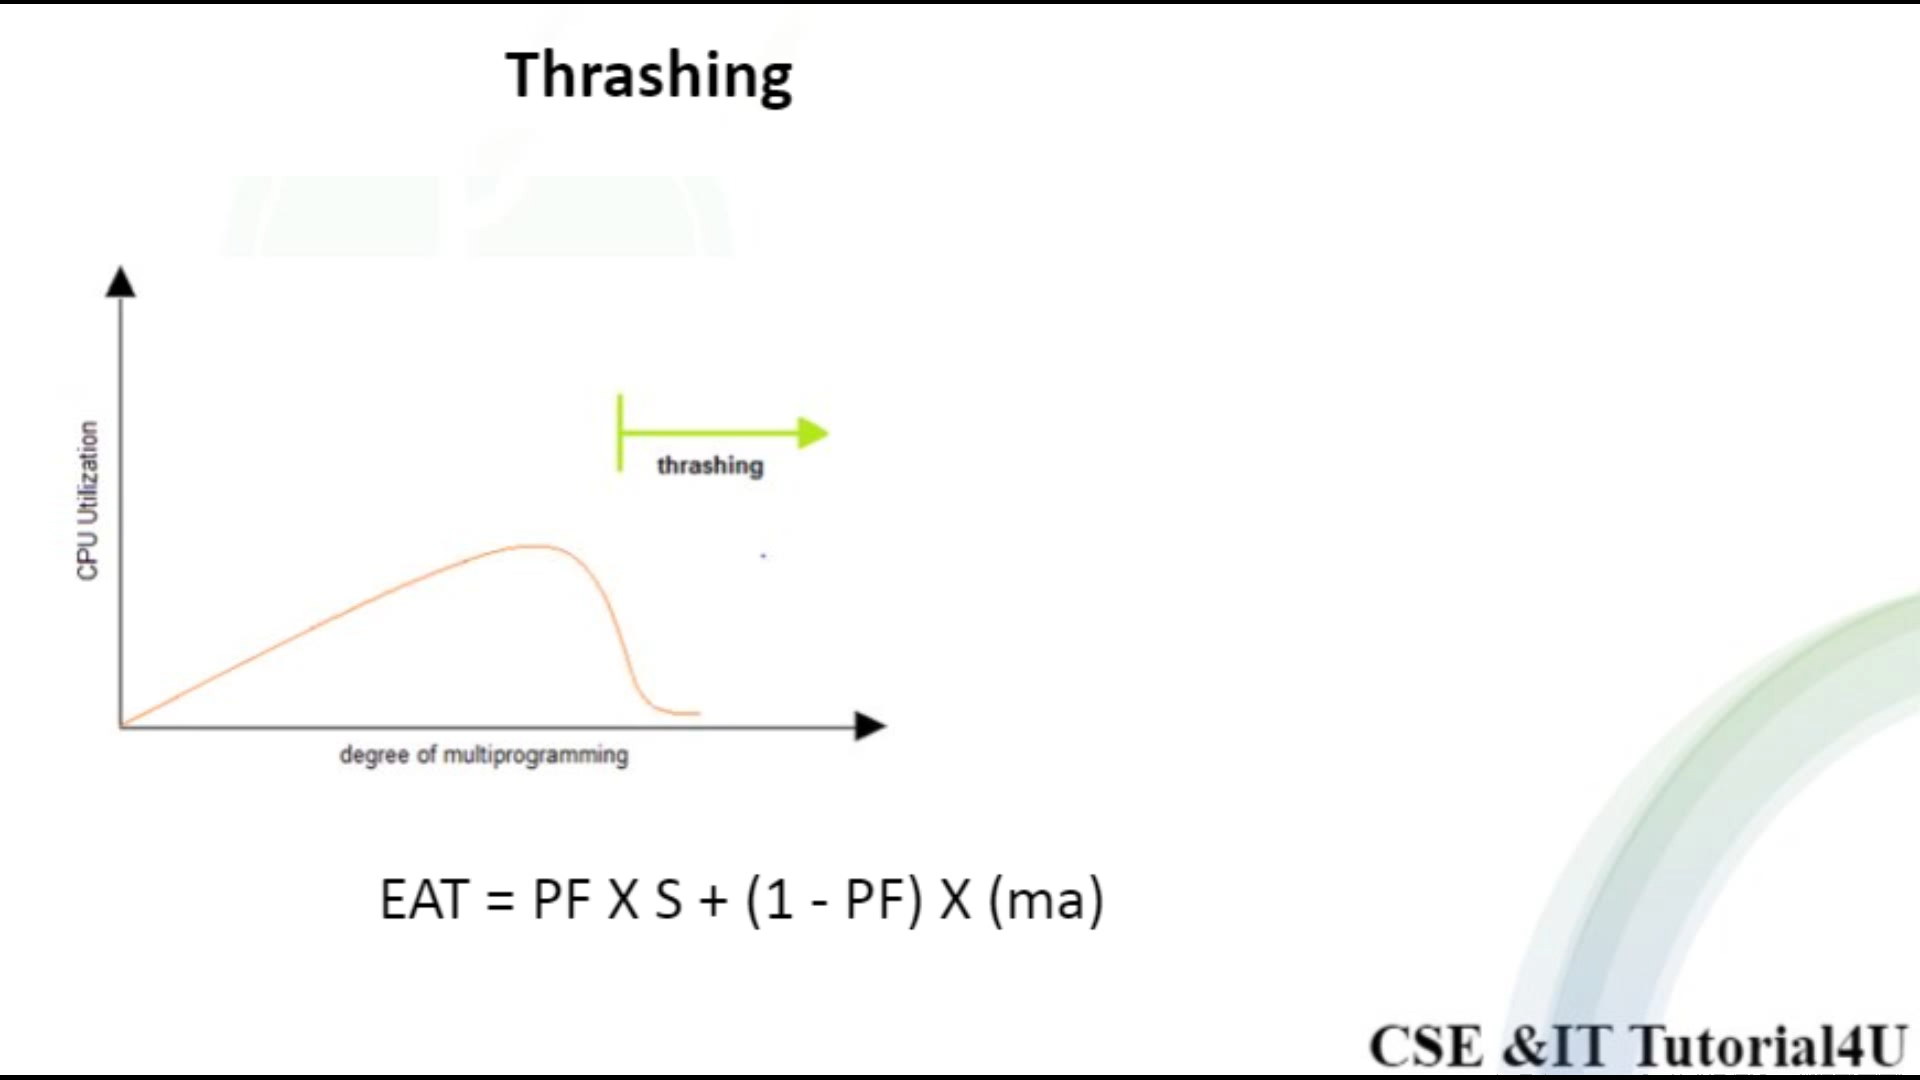 Thrashing
CPU Utilization
thrashing
degree of multiprogramming
EAT = PF X S + (1 - PF) X (ma)
CSE &IT Tutorial4U